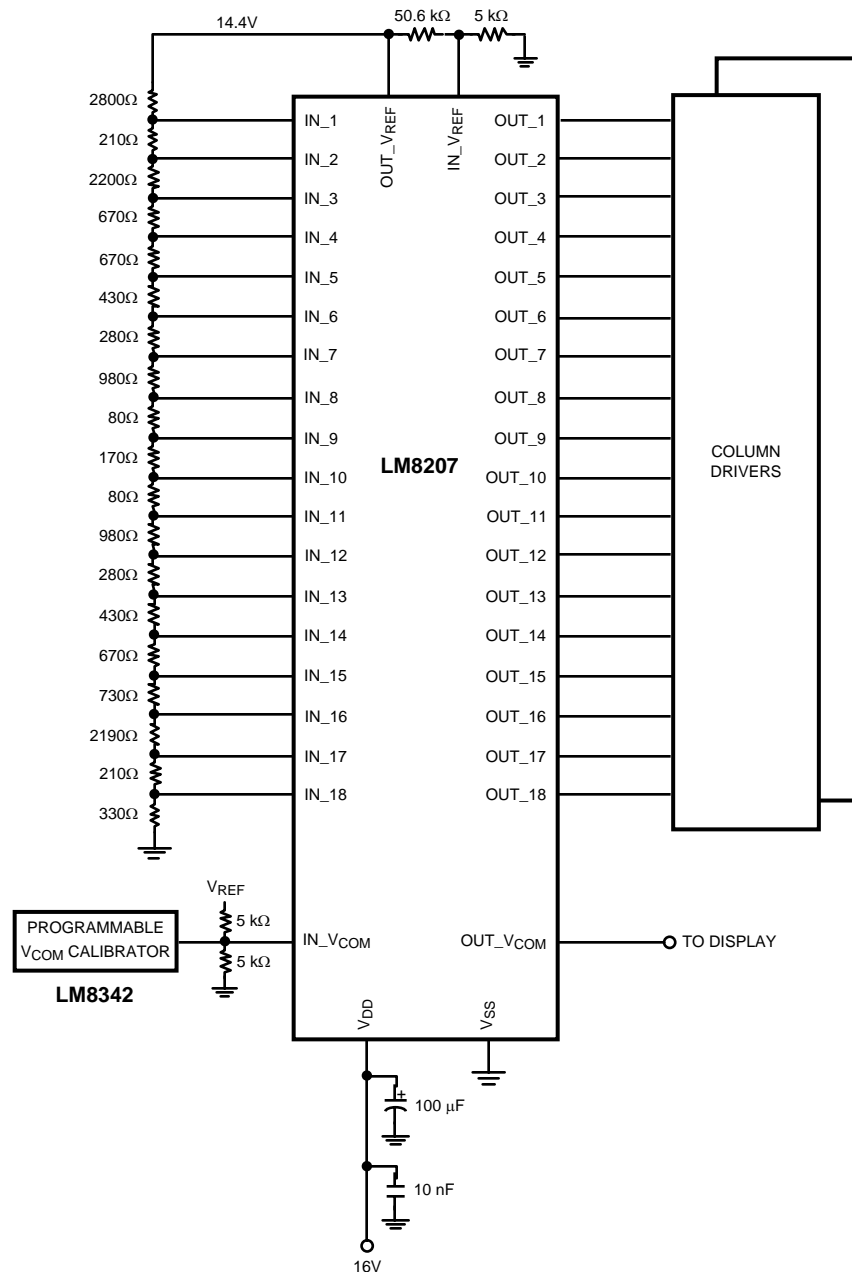 50.6 kΩ
5 kΩ
14.4V
2800Ω
210Ω
2200Ω
670Ω
670Ω
430Ω
280Ω
980Ω
80Ω
170Ω
80Ω
980Ω
280Ω
430Ω
670Ω
730Ω
2190Ω
210Ω
330Ω
OUT_VREF
IN_VREF
IN_1
IN_2
IN_3
IN_4
IN_5
IN_6
IN_7
IN_8
IN_9
IN_10
IN_11
IN_12
IN_13
IN_14
IN_15
IN_16
IN_17
IN_18
LM8207
OUT_1
OUT_2
OUT_3
OUT_4
OUT_5
OUT_6
OUT_7
OUT_8
OUT_9
OUT_10
OUT_11
OUT_12
OUT_13
OUT_14
OUT_15
OUT_16
OUT_17
OUT_18
COLUMN
DRIVERS
VREF
5 kΩ
5 kΩ
PROGRAMMABLE
VCOM CALIBRATOR
LM8342
IN_VCOM
OUT_VCOM
TO DISPLAY
VDD
VSS
+
100 μF
10 nF
16V